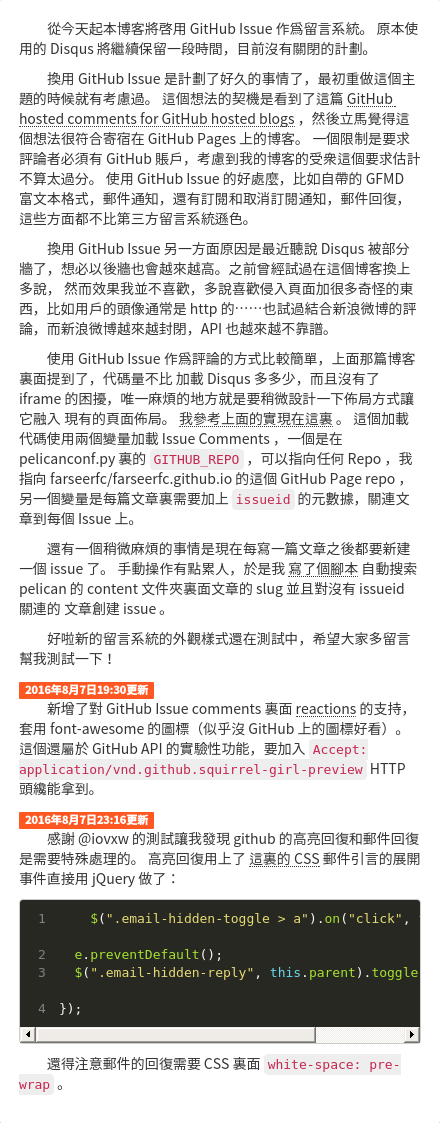 從今天起本博客將啓用 GitHub Issue 作爲留言系統。 原本使
用的 Disqus 將繼續保留一段時間，目前沒有關閉的計劃。
換用 GitHub Issue 是計劃了好久的事情了，最初重做這個主
題的時候就有考慮過。 這個想法的契機是看到了這篇 GitHub
hosted comments for GitHub hosted blogs ，然後立馬覺得這
個想法很符合寄宿在 GitHub Pages 上的博客。 一個限制是要求
評論者必須有 GitHub 賬戶，考慮到我的博客的受衆這個要求估計
不算太過分。 使用 GitHub Issue 的好處麼，比如自帶的 GFMD
富文本格式，郵件通知，還有訂閱和取消訂閱通知，郵件回復，
這些方面都不比第三方留言系統遜色。
換用 GitHub Issue 另一方面原因是最近聽說 Disqus 被部分
牆了，想必以後牆也會越來越高。之前曾經試過在這個博客換上
多說， 然而效果我並不喜歡，多說喜歡侵入頁面加很多奇怪的東
西，比如用戶的頭像通常是 http 的……也試過結合新浪微博的評
論，而新浪微博越來越封閉，API 也越來越不靠譜。
使用 GitHub Issue 作爲評論的方式比較簡單，上面那篇博客
裏面提到了，代碼量不比 加載 Disqus 多多少，而且沒有了
iframe 的困擾，唯一麻煩的地方就是要稍微設計一下佈局方式讓
它融入 現有的頁面佈局。 我參考上面的實現在這裏 。 這個加載
代碼使用兩個變量加載 Issue Comments ，一個是在
pelicanconf.py 裏的 GITHUB_REPO ，可以指向任何 Repo ，我
指向 farseerfc/farseerfc.github.io 的這個 GitHub Page repo ，
另一個變量是每篇文章裏需要加上 issueid 的元數據，關連文
章到每個 Issue 上。
還有一個稍微麻煩的事情是現在每寫一篇文章之後都要新建
一個 issue 了。 手動操作有點累人，於是我 寫了個腳本 自動搜索
pelican 的 content 文件夾裏面文章的 slug 並且對沒有 issueid
關連的 文章創建 issue 。
好啦新的留言系統的外觀樣式還在測試中，希望大家多留言
幫我測試一下！
2016年8月7日19:30更新
新增了對 GitHub Issue comments 裏面 reactions 的支持，
套用 font-awesome 的圖標（似乎沒 GitHub 上的圖標好看）。
這個還屬於 GitHub API 的實驗性功能，要加入 Accept:
application/vnd.github.squirrel-girl-preview HTTP
頭纔能拿到。
2016年8月7日23:16更新
感謝 @iovxw 的測試讓我發現 github 的高亮回復和郵件回復
是需要特殊處理的。 高亮回復用上了 這裏的 CSS 郵件引言的展開
事件直接用 jQuery 做了：
1 $(".email-hidden-toggle > a").on("click",
2 e.preventDefault();
3 $(".email-hidden-reply", this.parent).toggle
4 });
還得注意郵件的回復需要 CSS 裏面 white-space: pre-
wrap 。